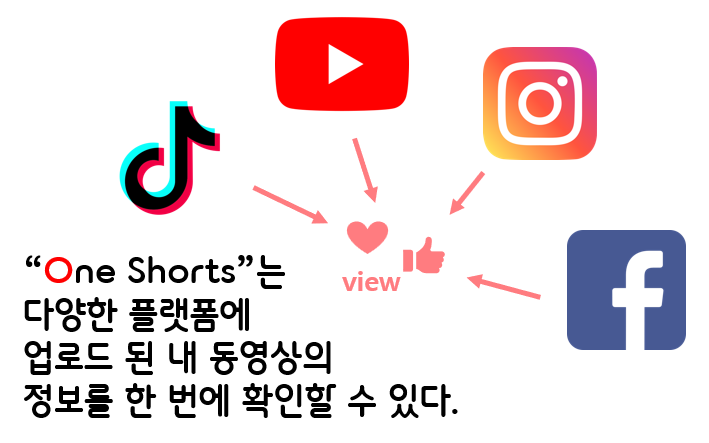 view
“One Shorts”는
다양한 플랫폼에
업로드 된 내 동영상의
정보를 한 번에 확인할 수 있다.